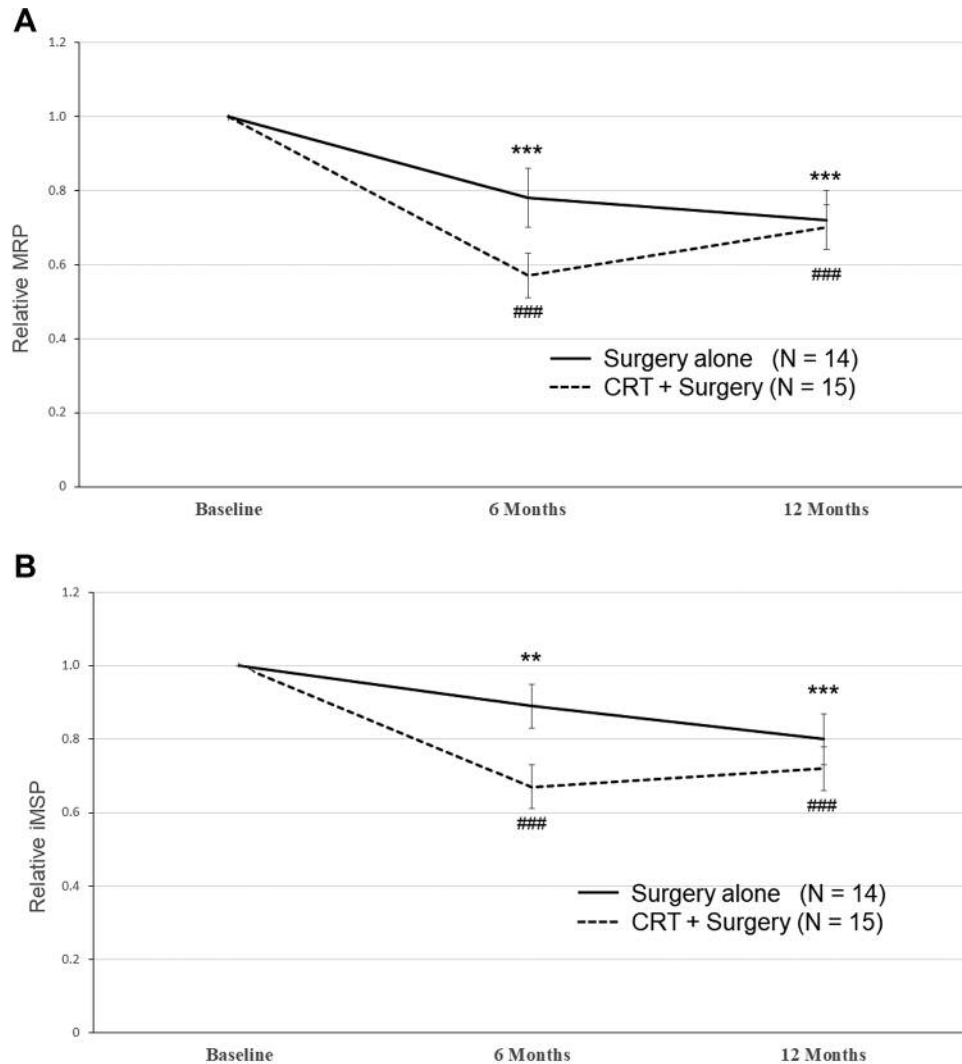 A
1.2
1.0
***
***
0.8
0.6
###
###
0.4
Surgery alone (N = 14)
CRT + Surgery (N = 15)
0.2
0
Relative MRP
Baseline 6 Months 12 Months
B
1.2
1.0
**
***
0.8
0.6
###
###
0.4
Surgery alone (N = 14)
CRT + Surgery (N = 15)
0.2
0
Relative iMSP
Baseline 6 Months 12 Months